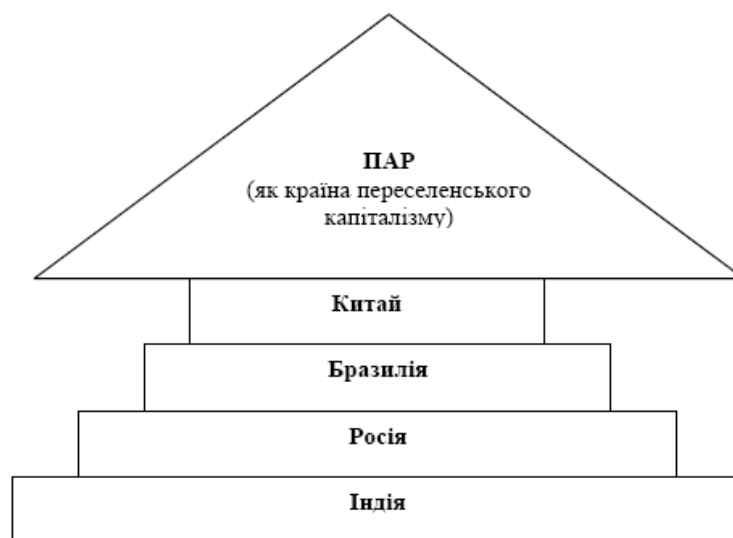 ПАР
(як країна переселенського
капіталізму)
Китай
Бразилія
Росія
Індія